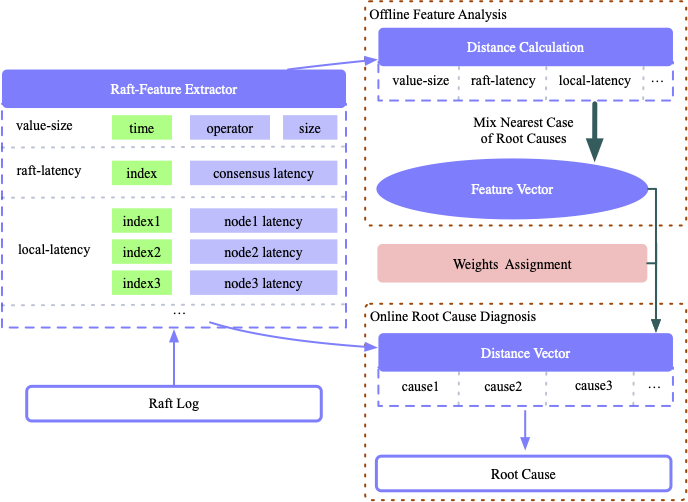 Offline Feature Analysis
Distance Calculation
value-size raft-latency local-latency ...
Mix Nearest Case
of Root Causes
Feature Vector
Weights Assignment
Raft-Feature Extractor
value-size time operator size
raft-latency index consensus latency
local-latency
index1 node1 latency
index2 node2 latency
index3 node3 latency
...
Raft Log
Online Root Cause Diagnosis
Distance Vector
cause1 cause2 cause3 ...
Root Cause